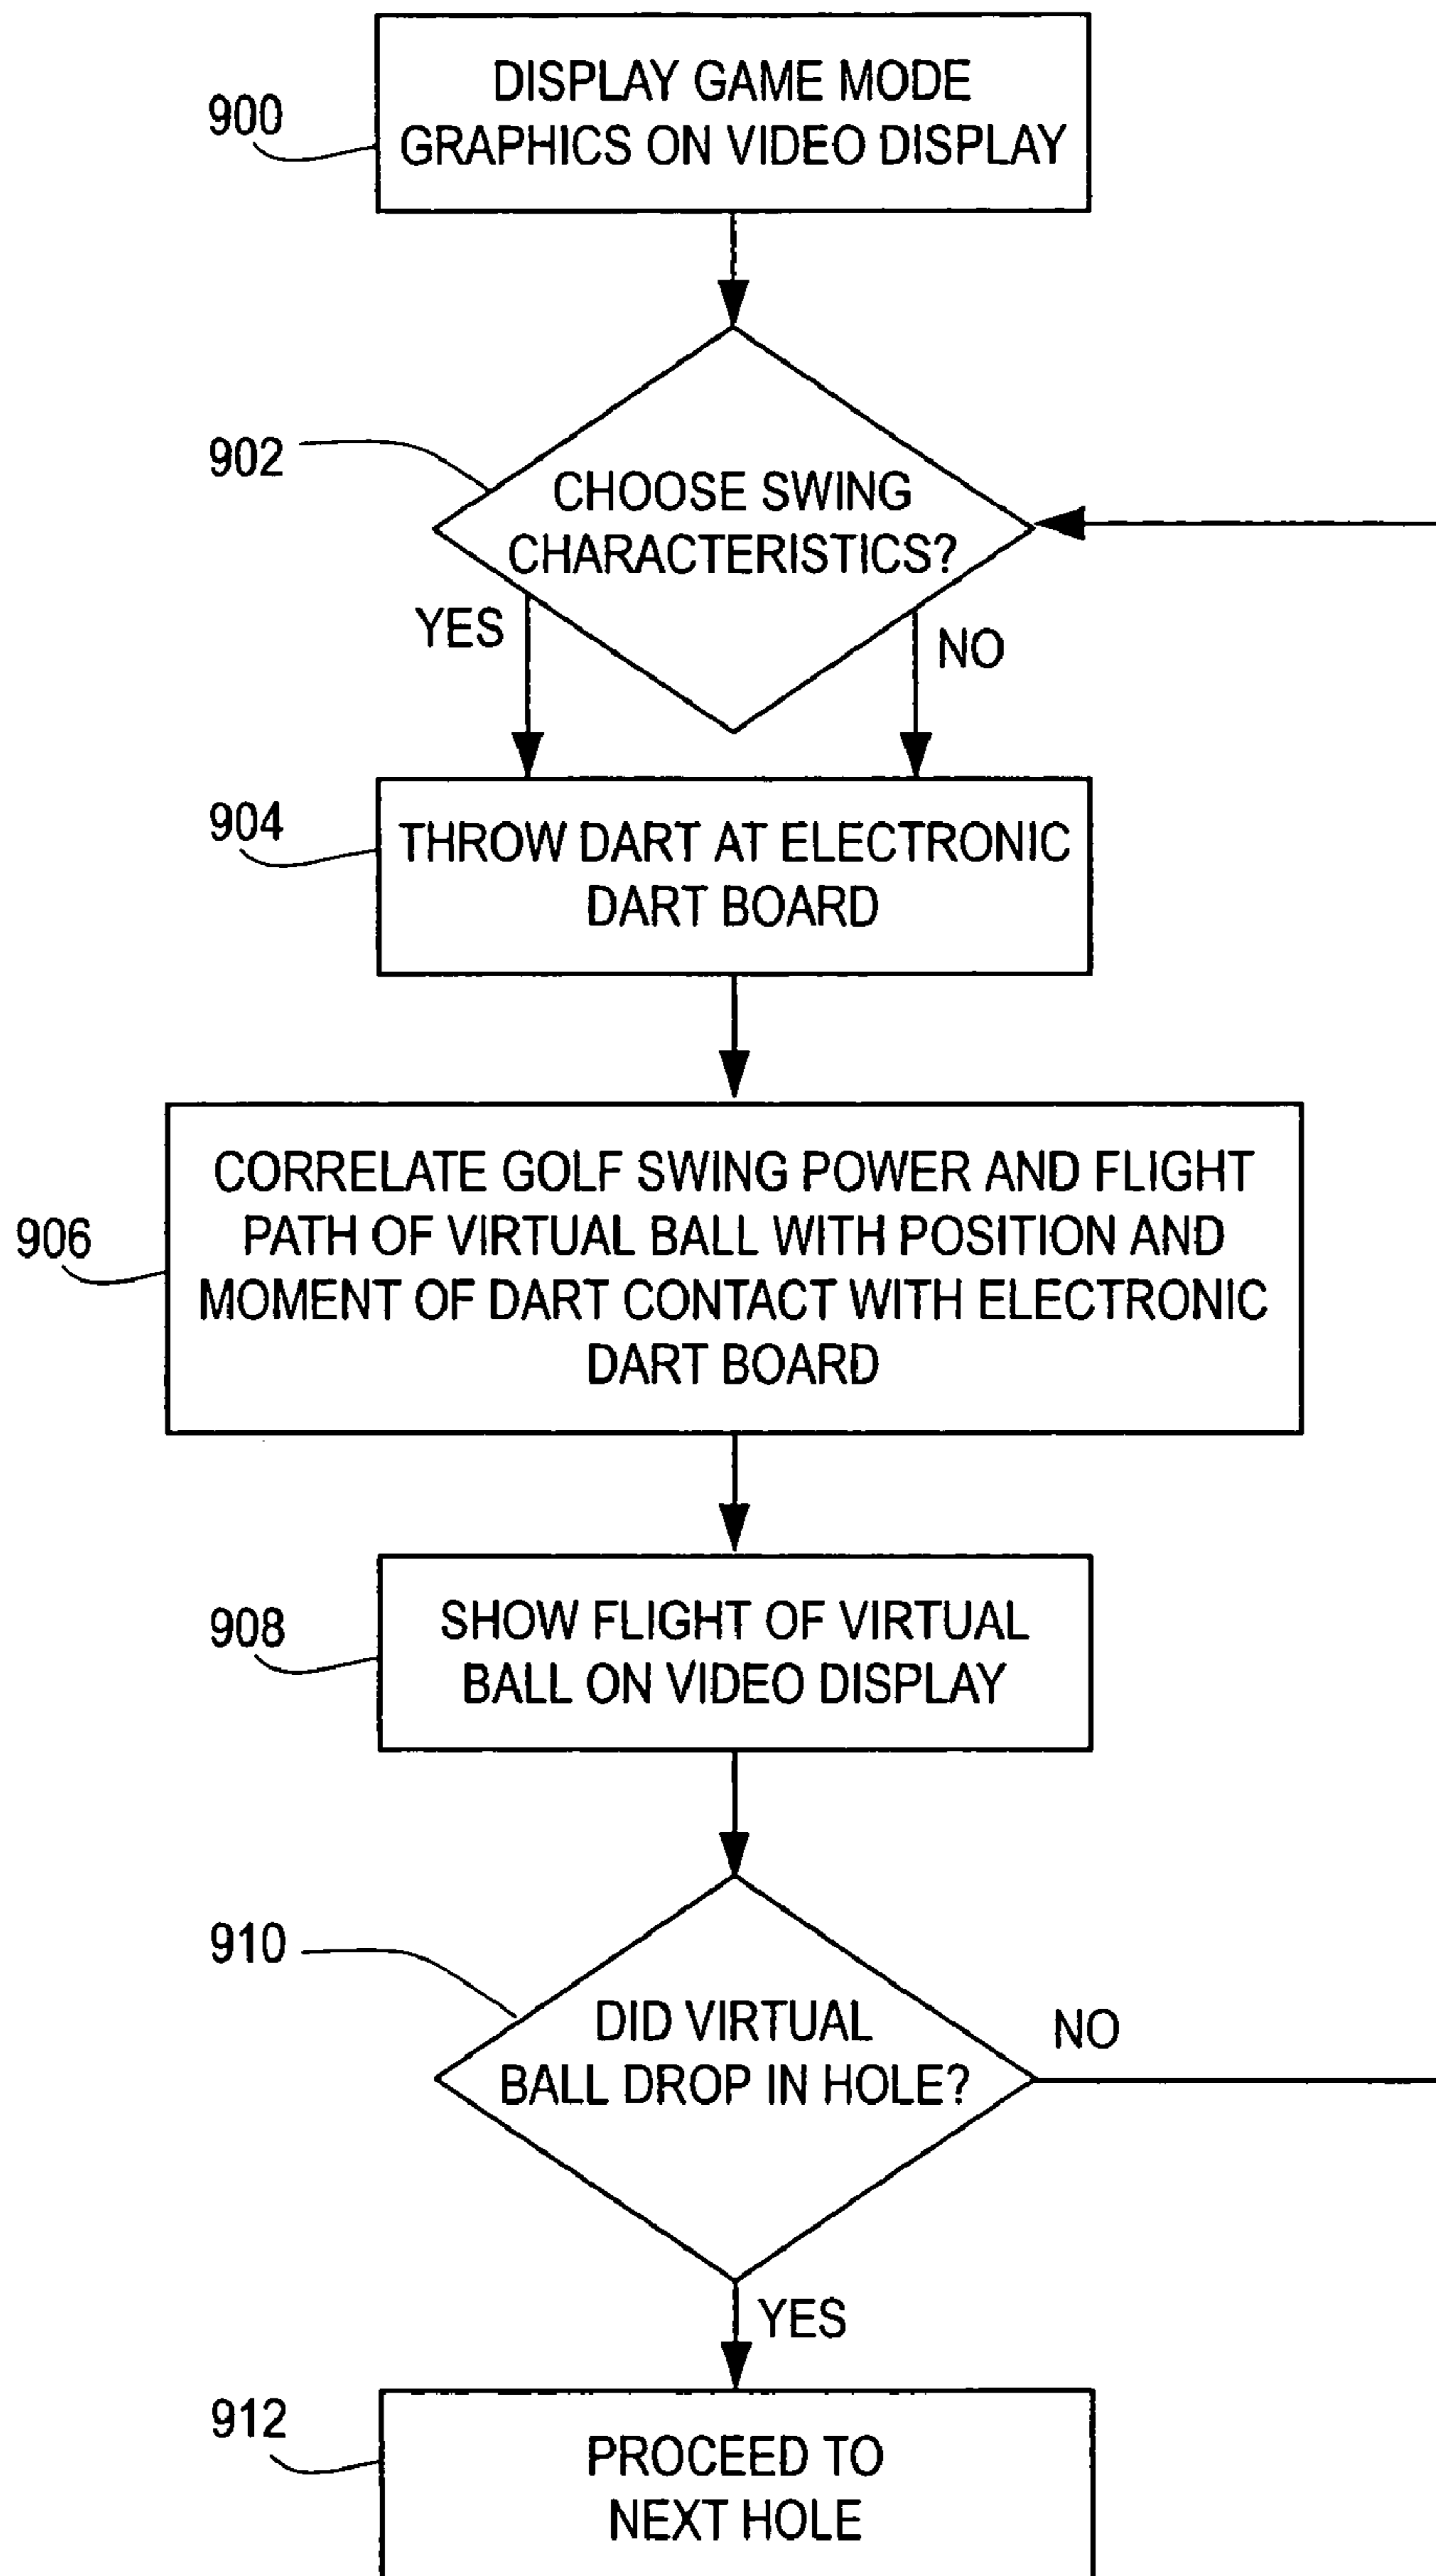 900
DISPLAY GAME MODE
GRAPHICS ON VIDEO DISPLAY
902
CHOOSE SWING
CHARACTERISTICS?
YES
NO
904
THROW DART AT ELECTRONIC
DART BOARD
906
CORRELATE GOLF SWING POWER AND FLIGHT
PATH OF VIRTUAL BALL WITH POSITION AND
MOMENT OF DART CONTACT WITH ELECTRONIC
DART BOARD
908
SHOW FLIGHT OF VIRTUAL
BALL ON VIDEO DISPLAY
910
DID VIRTUAL
BALL DROP IN HOLE?
NO
YES
912
PROCEED TO
NEXT HOLE